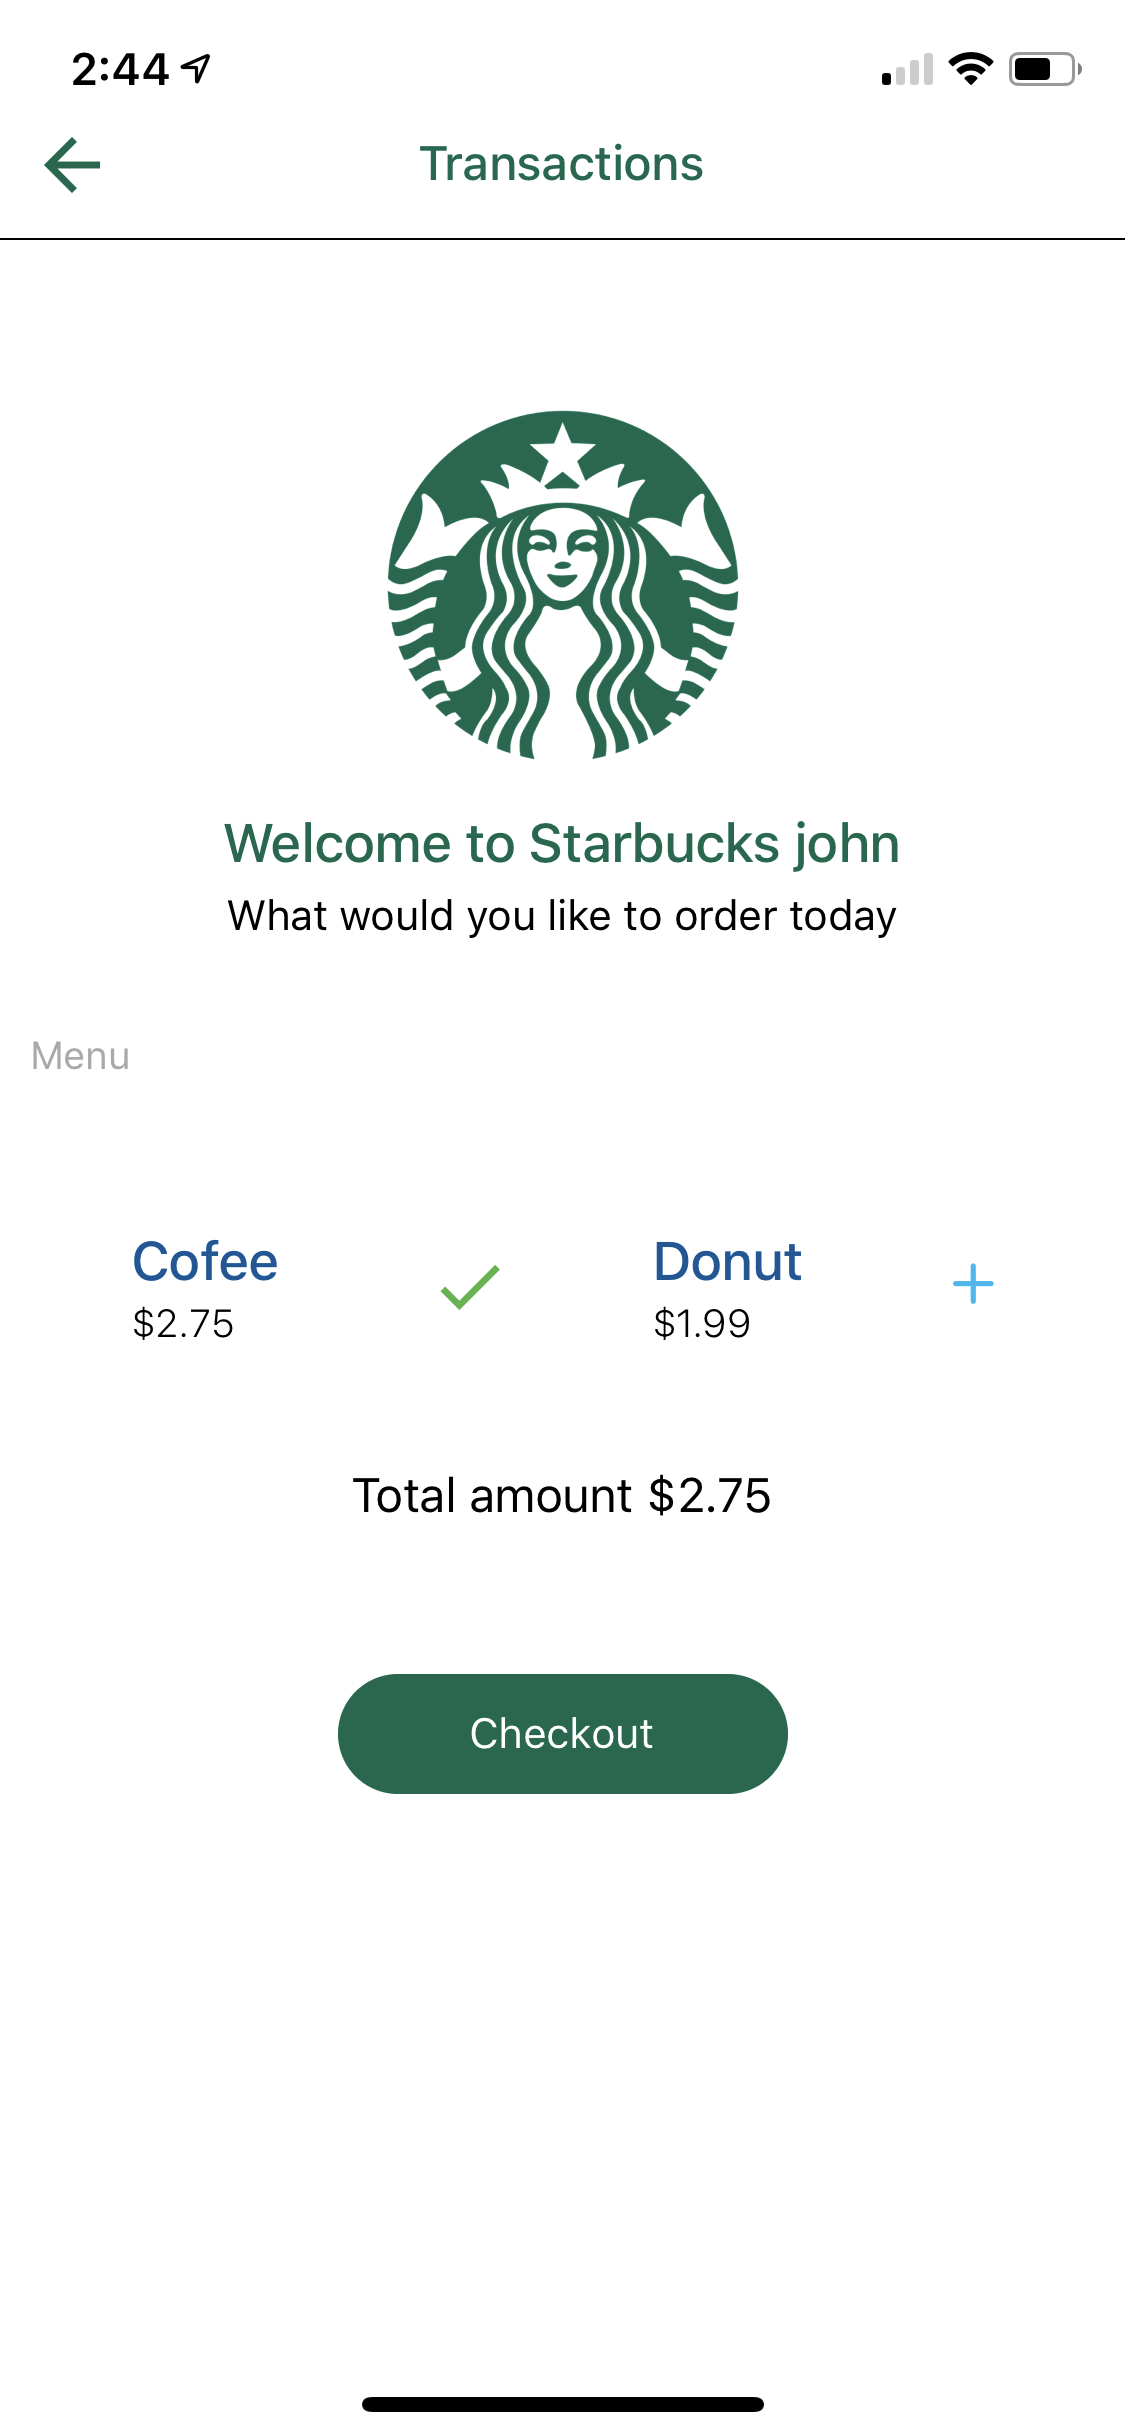 2:44
Transactions
Welcome to Starbucks john
What would you like to order today
Menu
Cofee
$2.75
Donut
$1.99
Total amount $2.75
Checkout